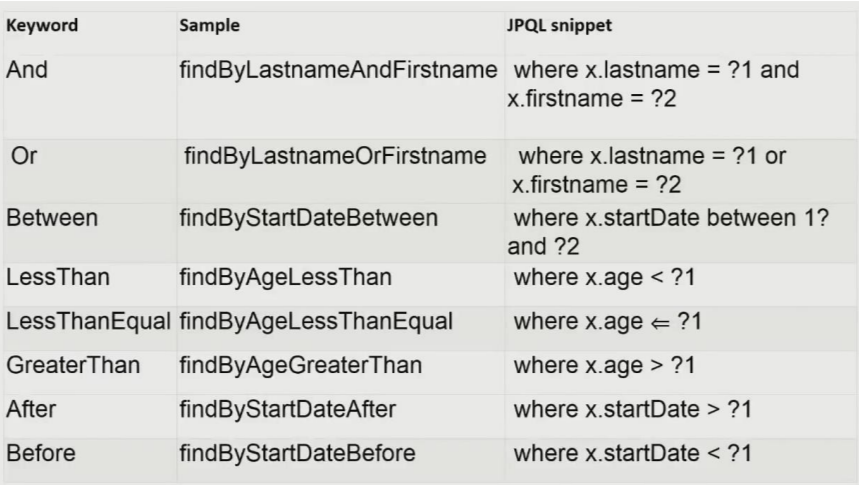 Keyword Sample JPQL snippet
And findByLastnameAndFirstname where x.lastname = ?1 and
x.firstname = ?2
Or findByLastnameOrFirstname where x.lastname = ?1 or
x.firstname = ?2
Between findByStartDateBetween where x.startDate between 1?
and ?2
LessThan findByAgeLessThan where x.age < ?1
LessThanEqual findByAgeLessThanEqual where x.age ⇐ ?1
GreaterThan findByAgeGreaterThan where x.age > ?1
After findByStartDateAfter where x.startDate > ?1
Before findByStartDateBefore where x.startDate < ?1